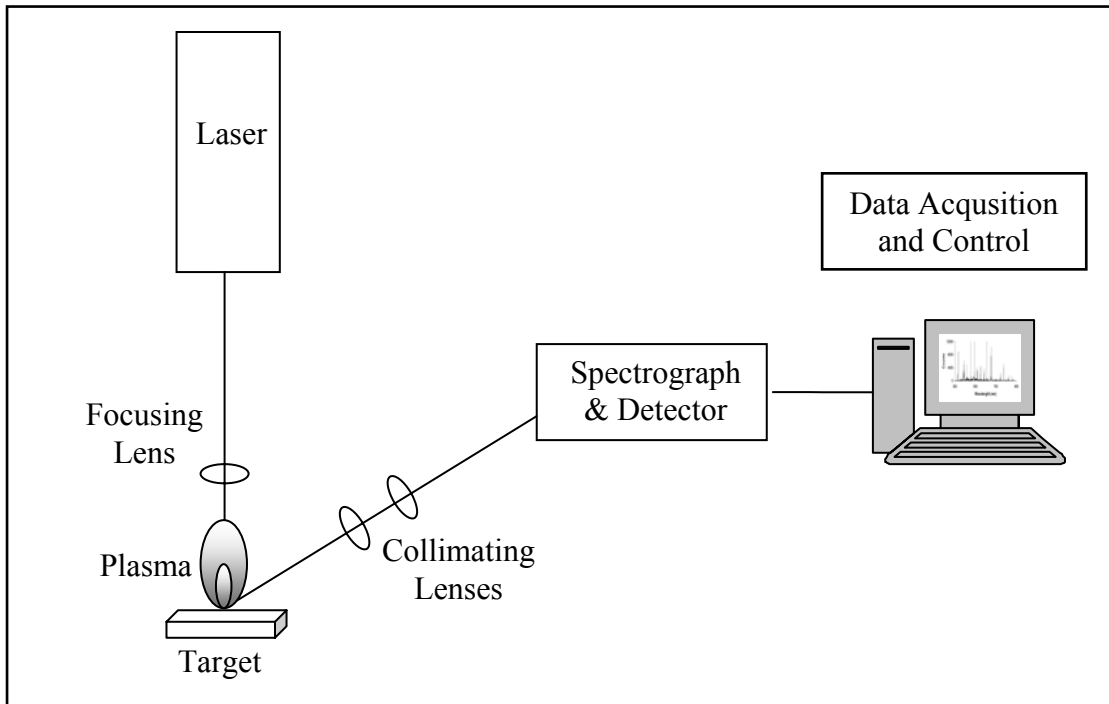 Laser
Data Acqusition
and Control
Spectrograph
& Detector
Focusing
Lens
Collimating
Lenses
Plasma
Target